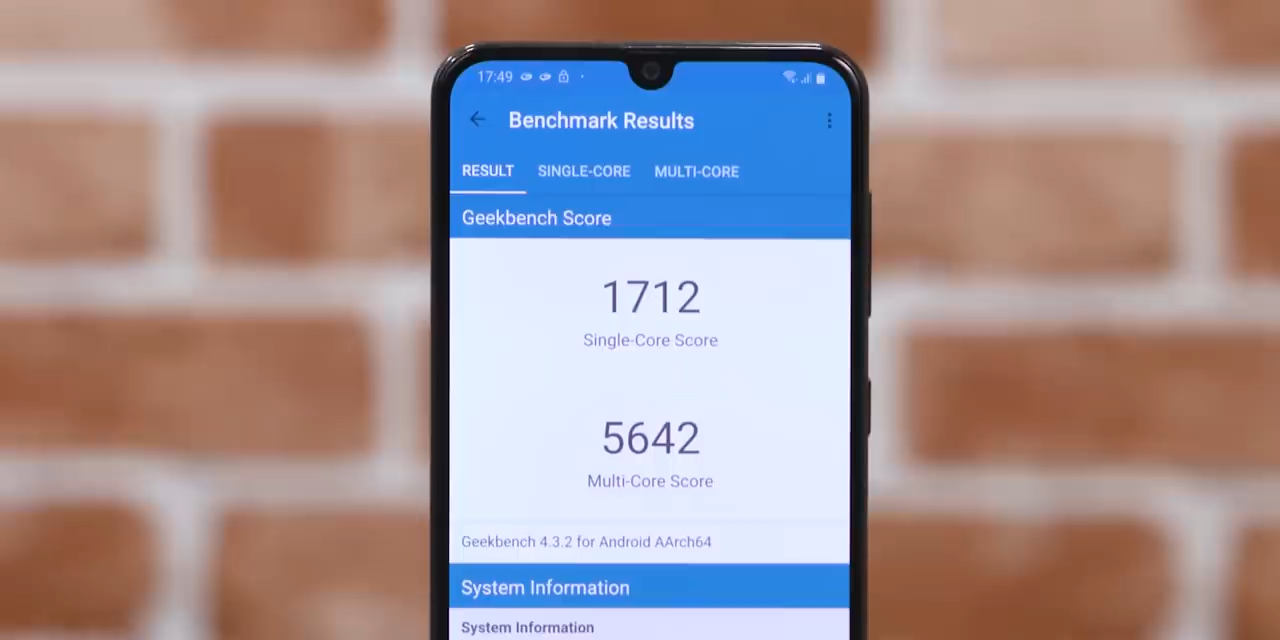 17:49
Benchmark Results
RESULT SINGLE-CORE MULTI-CORE
Geekbench Score
1712
Single-Core Score
5642
Multi-Core Score
Geekbench 4.3.2 for Android AArch64
System Information
System Information